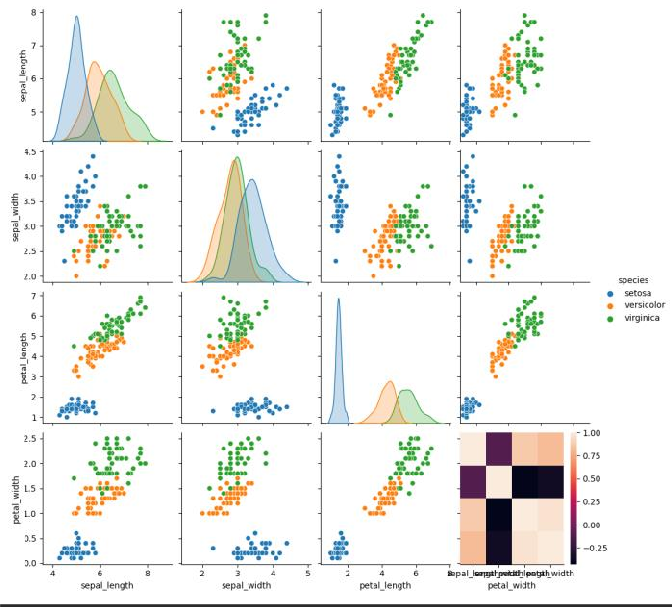 8
7
6
5
sepal_length
4.5
4.0
3.5
3.0
2.5
2.0
sepal_width
7
6
5
4
3
2
1
petal_length
species
setosa
versicolor
virginica
2.5
2.0
1.5
1.0
0.5
0.0
petal_width
1.00
0.75
0.50
0.25
0.00
−0.25
4 6 8
2 3 4 5
2 4 6 8
sepal_length
sepal_width
petal_length